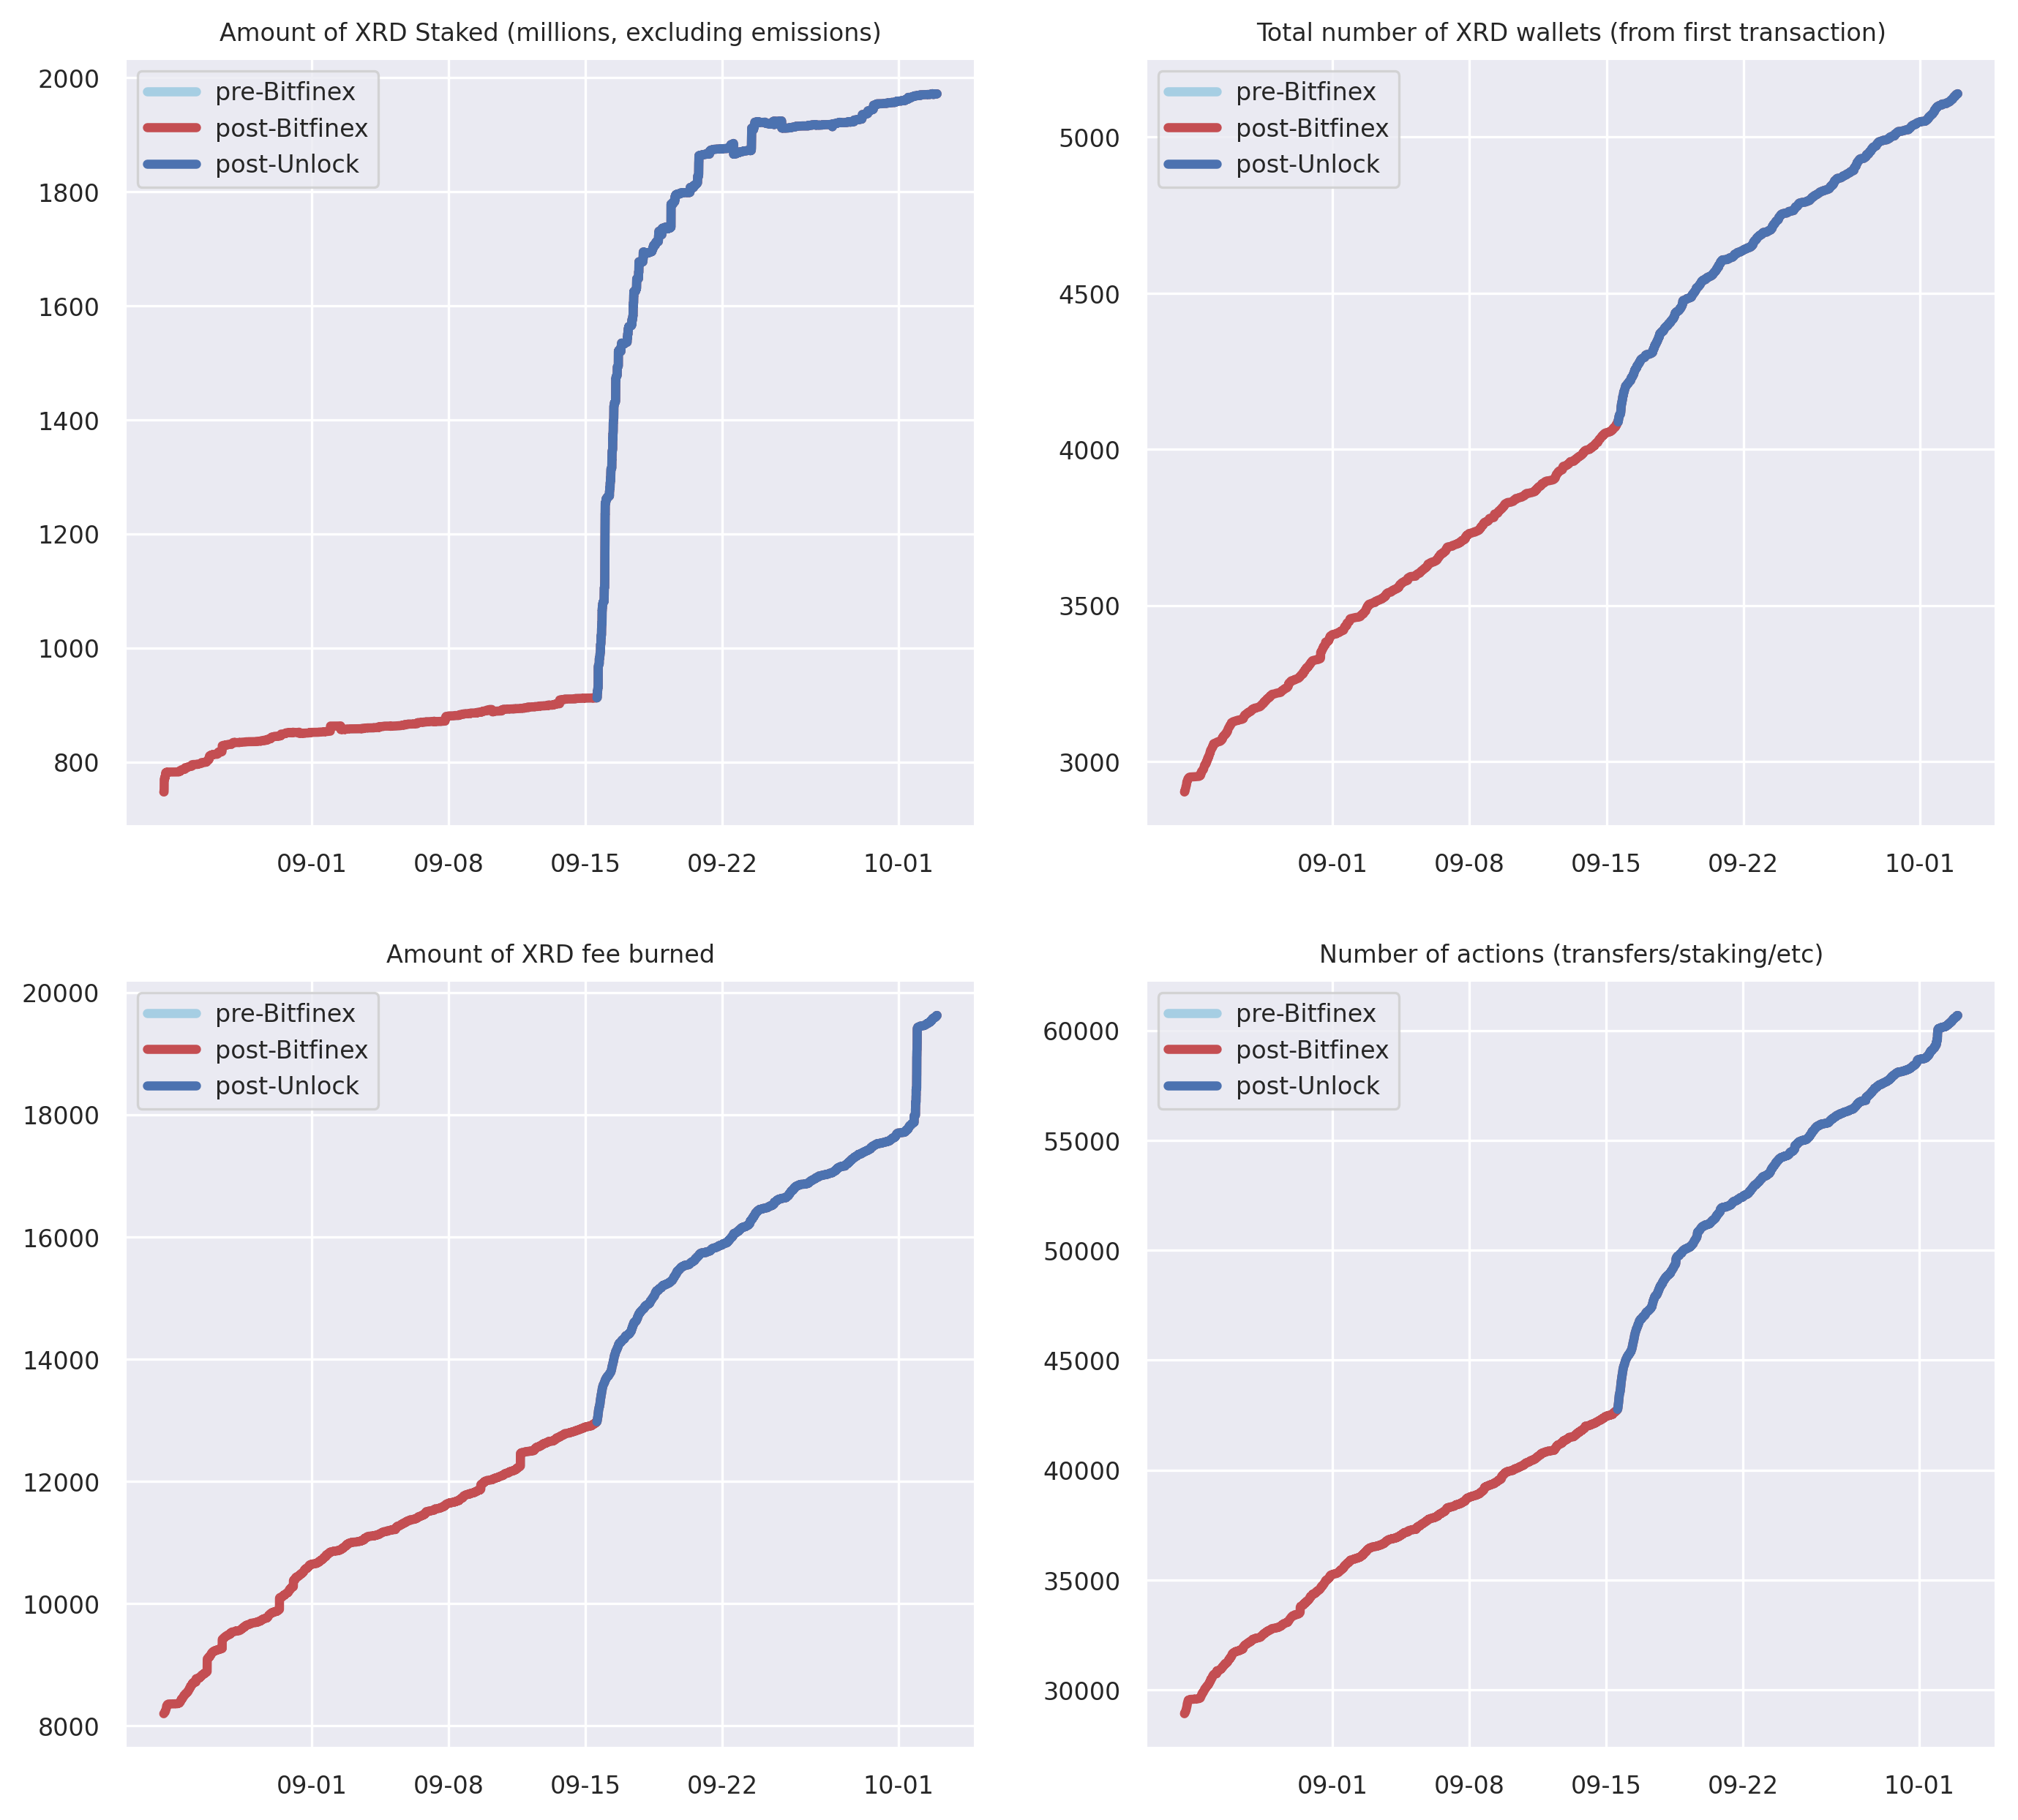 Amount of XRD Staked (millions, excluding emissions)
2000
1800
1600
1400
1200
1000
800
pre-Bitfinex
post-Bitfinex
post-Unlock
09-01 09-08 09-15 09-22 10-01
Total number of XRD wallets (from first transaction)
5000
4500
4000
3500
3000
pre-Bitfinex
post-Bitfinex
post-Unlock
09-01 09-08 09-15 09-22 10-01
Amount of XRD fee burned
20000
18000
16000
14000
12000
10000
8000
pre-Bitfinex
post-Bitfinex
post-Unlock
09-01 09-08 09-15 09-22 10-01
Number of actions (transfers/staking/etc)
60000
55000
50000
45000
40000
35000
30000
pre-Bitfinex
post-Bitfinex
post-Unlock
09-01 09-08 09-15 09-22 10-01